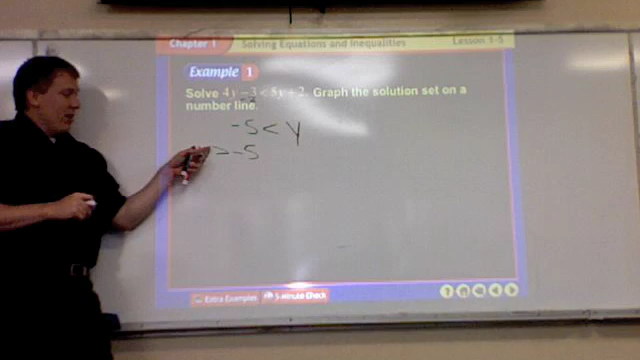 Chapter 1 Solving Equations and Inequalities Lesson 1-5
Example 1
Solve 4y − 3 < 5y + 2. Graph the solution set on a
number line.
-5 < y
> -5
Extra Examples 5-Minute Check